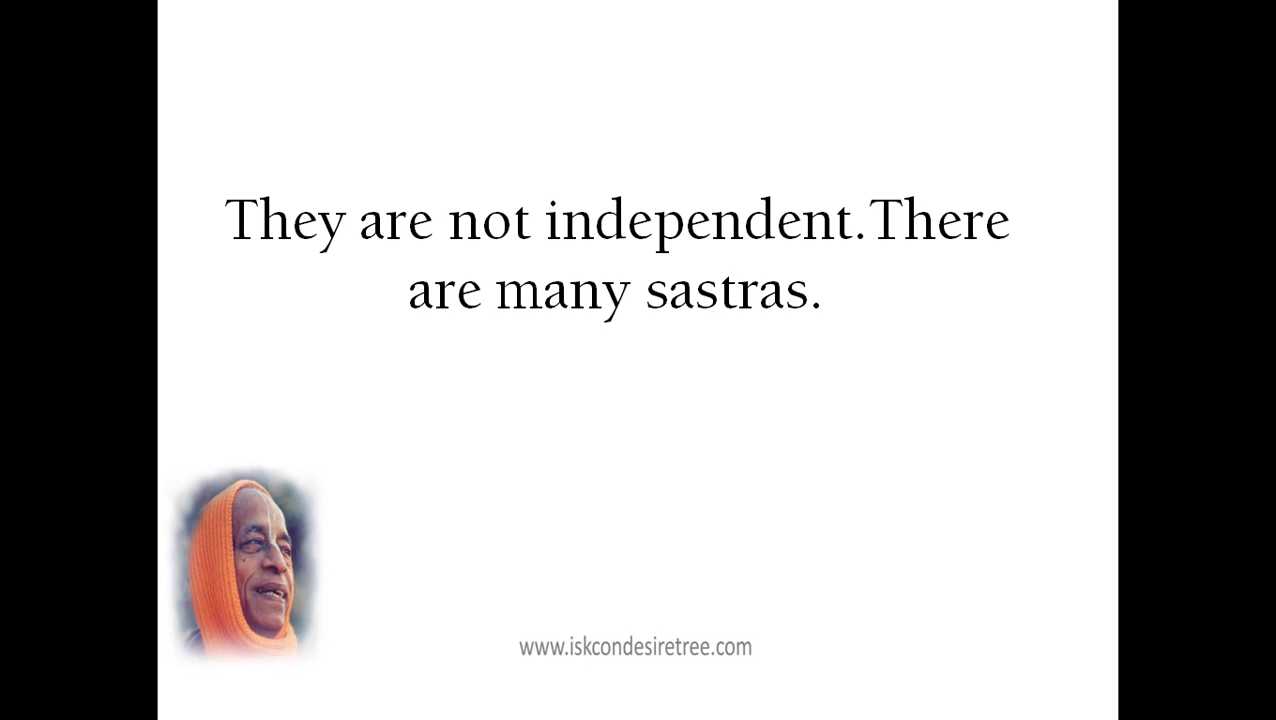 They are not independent.There
are many sastras.
www.iskcondesiretree.com